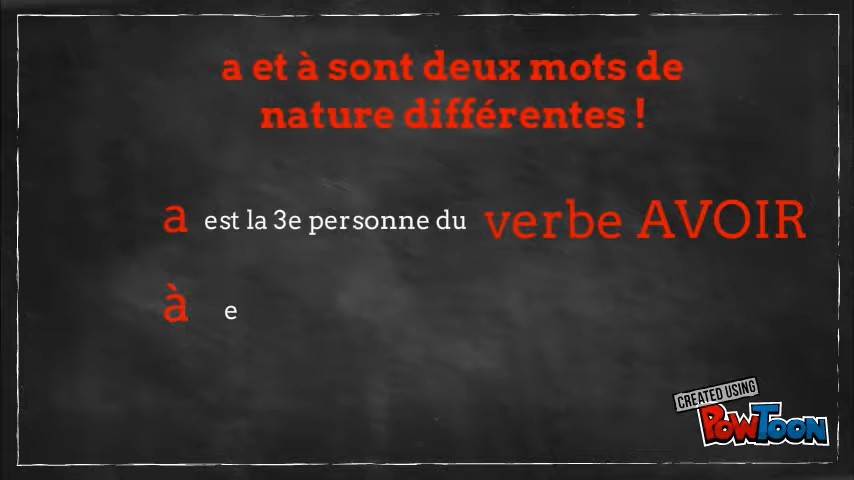 a et à sont deux mots de
nature différentes !
a est la 3e personne du verbe AVOIR
à e
CREATED USING
POWTOON